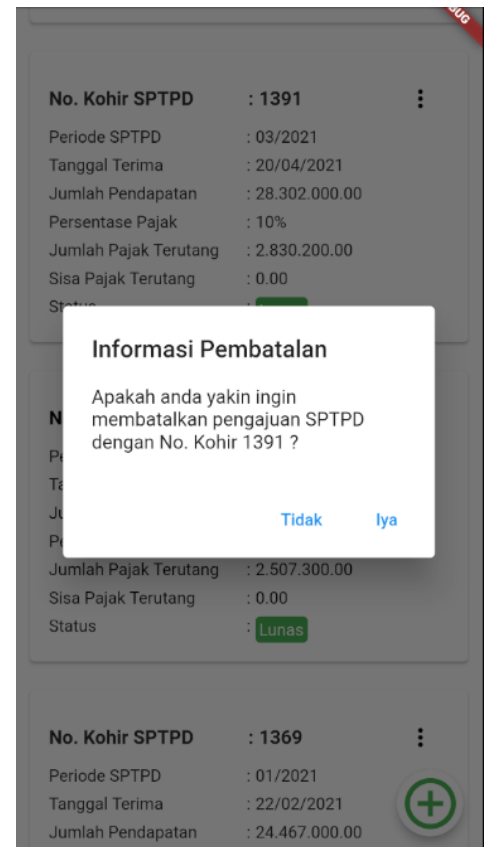 No. Kohir SPTPD : 1391
Periode SPTPD : 03/2021
Tanggal Terima : 20/04/2021
Jumlah Pendapatan : 28.302.000.00
Persentase Pajak : 10%
Jumlah Pajak Terutang : 2.830.200.00
Sisa Pajak Terutang : 0.00
Informasi Pembatalan
Apakah anda yakin ingin
membatalkan pengajuan SPTPD
dengan No. Kohir 1391 ?
Tidak Iya
Jumlah Pajak Terutang : 2.507.300.00
Sisa Pajak Terutang : 0.00
Status : Lunas
No. Kohir SPTPD : 1369
Periode SPTPD : 01/2021
Tanggal Terima : 22/02/2021
Jumlah Pendapatan : 24.467.000.00